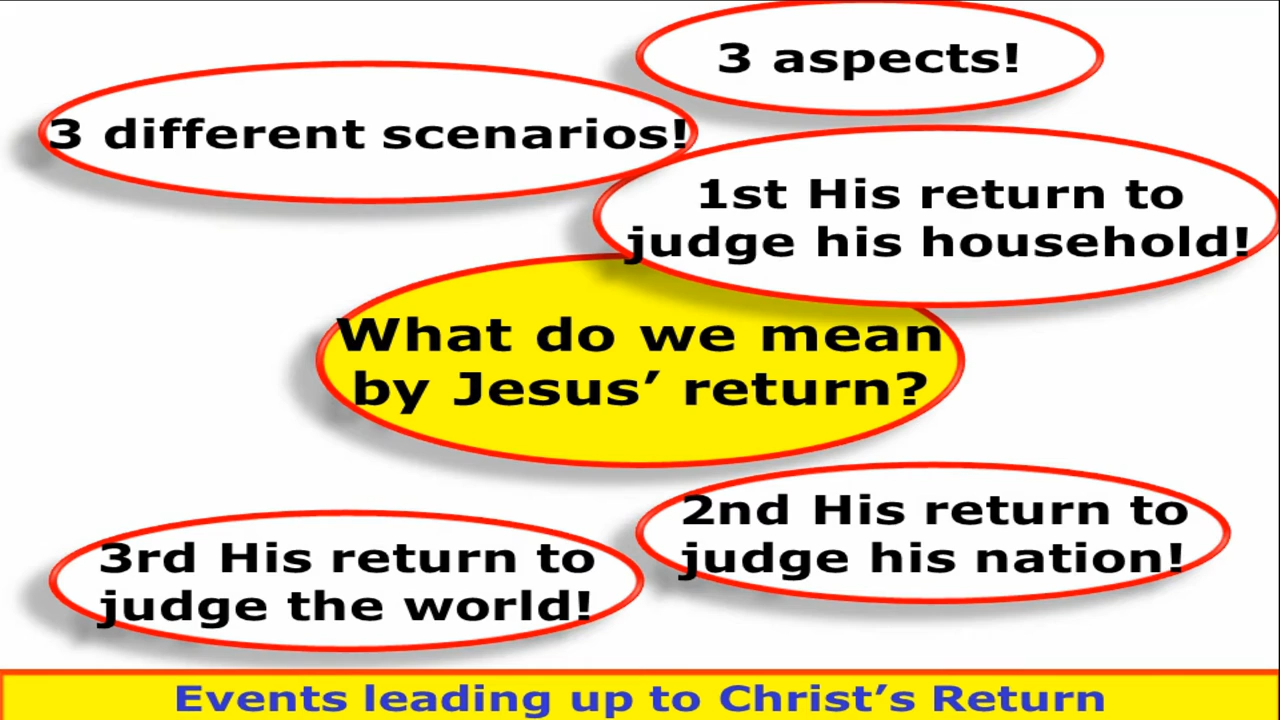 3 aspects!
3 different scenarios!
1st His return to
judge his household!
What do we mean
by Jesus’ return?
2nd His return to
judge his nation!
3rd His return to
judge the world!
Events leading up to Christ’s Return